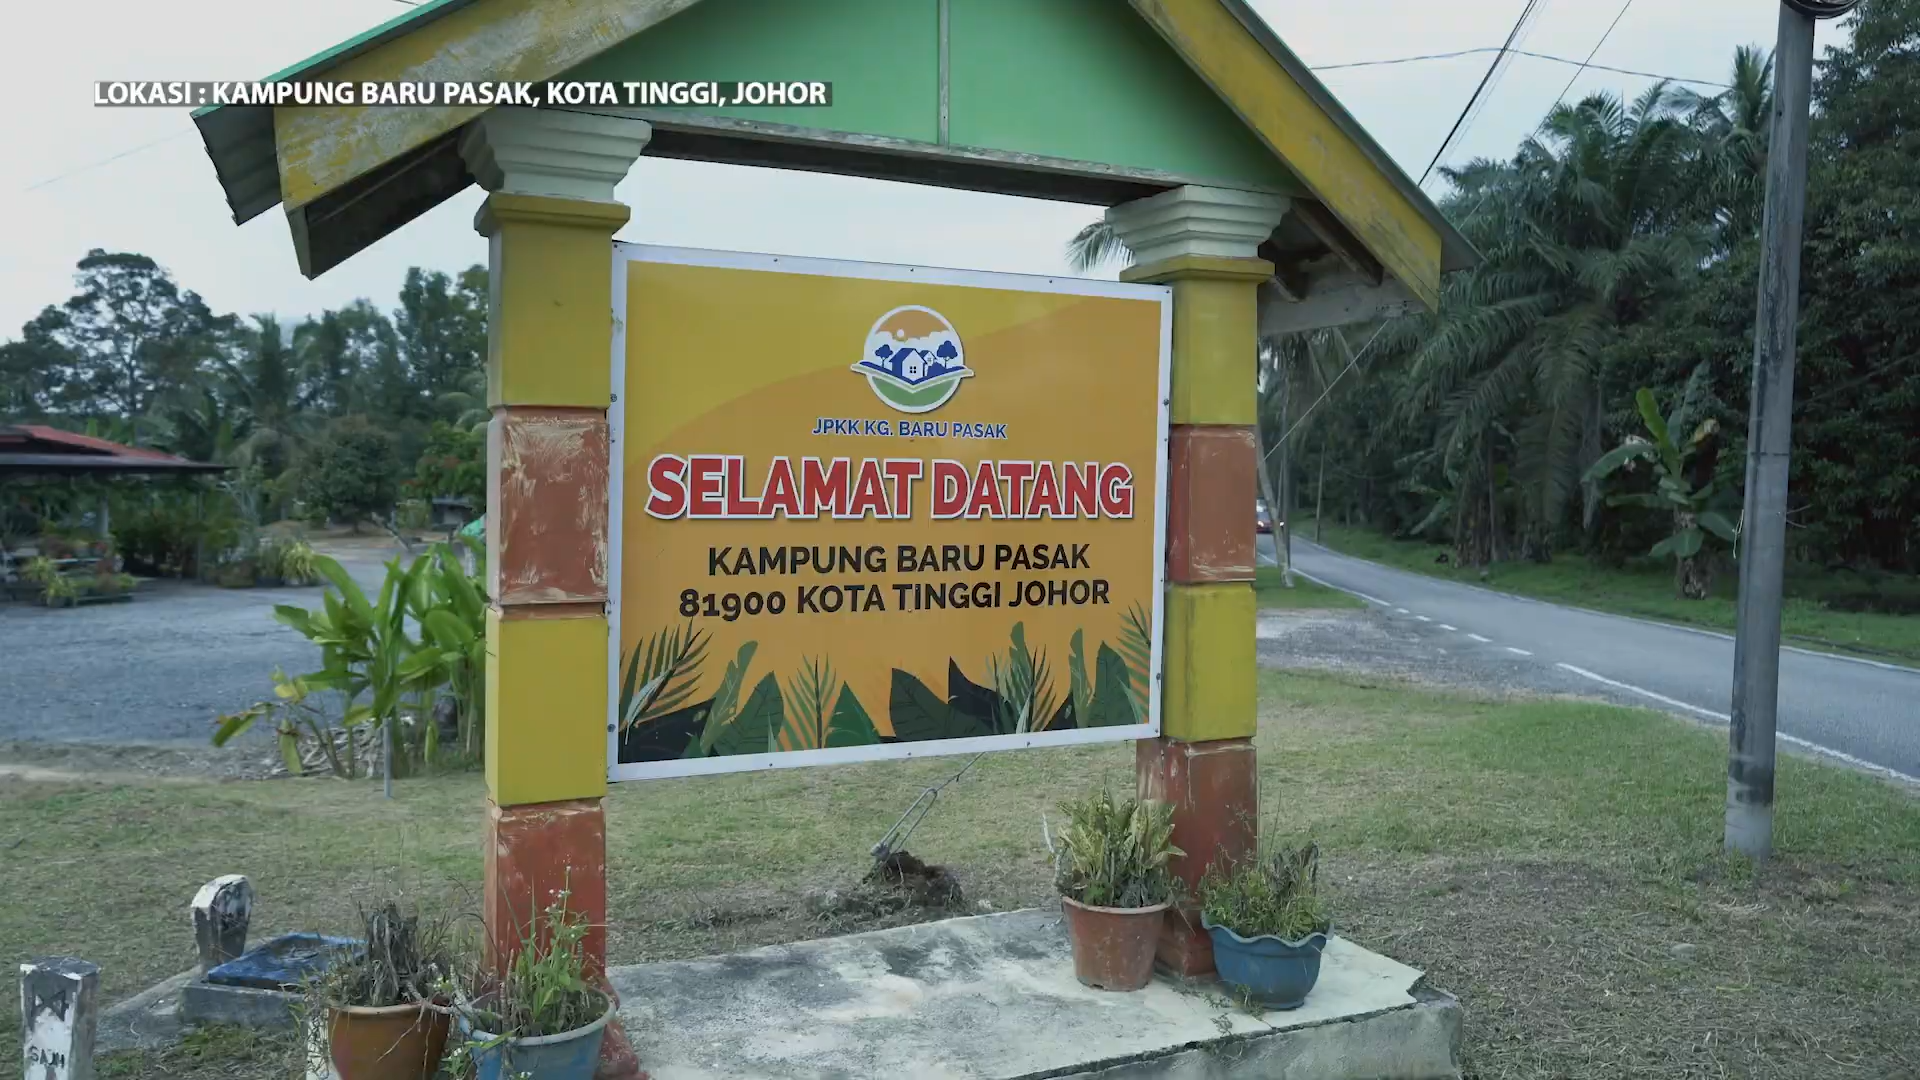 LOKASI : KAMPUNG BARU PASAK, KOTA TINGGI, JOHOR
JPKK KG. BARU PASAK
SELAMAT DATANG
KAMPUNG BARU PASAK
81900 KOTA TINGGI JOHOR
SAJH